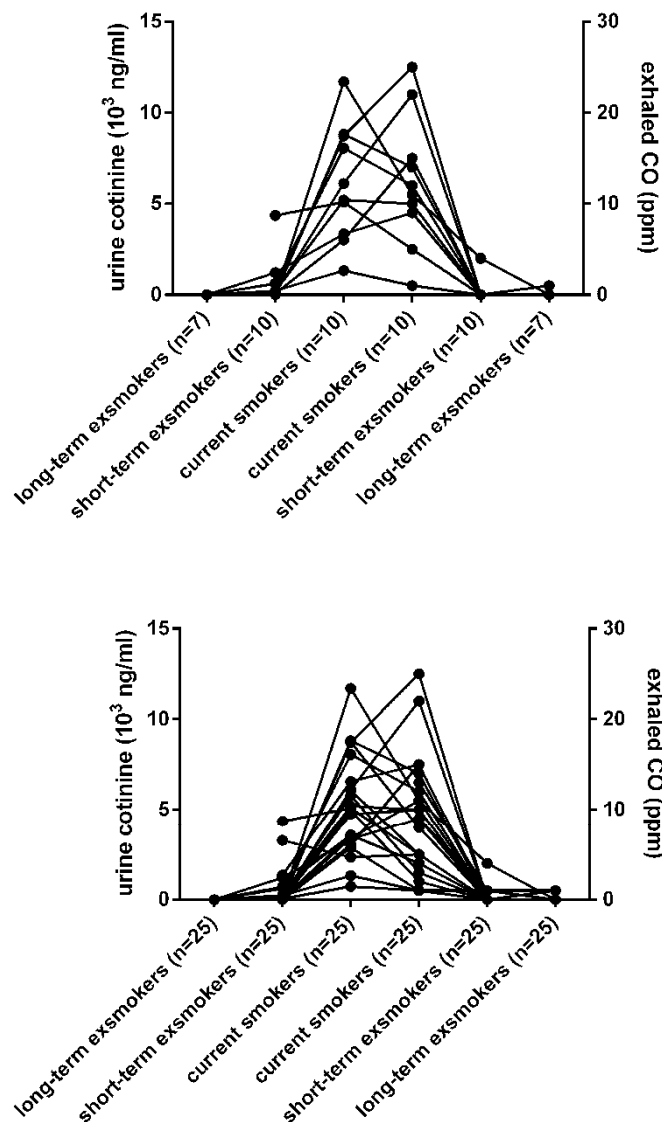 urine cotinine (10³ ng/ml)
15
10
5
0
30
20
10
0
exhaled CO (ppm)
long-term exsmokers (n=7)
short-term exsmokers (n=10)
current smokers (n=10)
current smokers (n=10)
short-term exsmokers (n=10)
long-term exsmokers (n=7)
urine cotinine (10³ ng/ml)
15
10
5
0
30
20
10
0
exhaled CO (ppm)
long-term exsmokers (n=25)
short-term exsmokers (n=25)
current smokers (n=25)
current smokers (n=25)
short-term exsmokers (n=25)
long-term exsmokers (n=25)